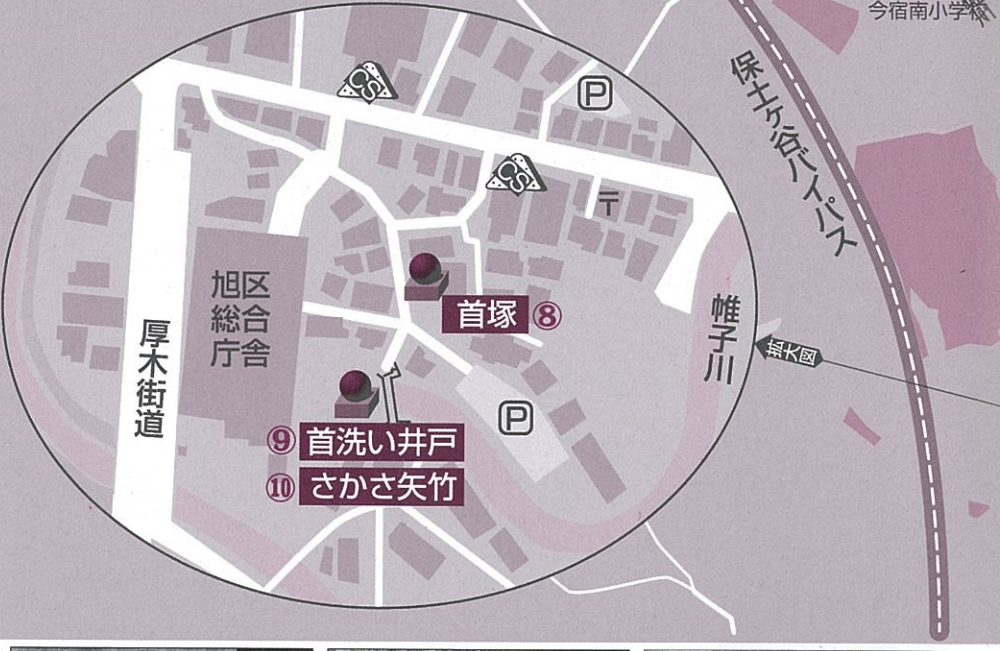 今宿南小学校
保土ヶ谷バイパス
CS
P
CS
〒
旭区
総合
庁舎
首塚 ⑧
帷子川
拡大図
厚木街道
P
⑨ 首洗い井戸
⑩ さかさ矢竹